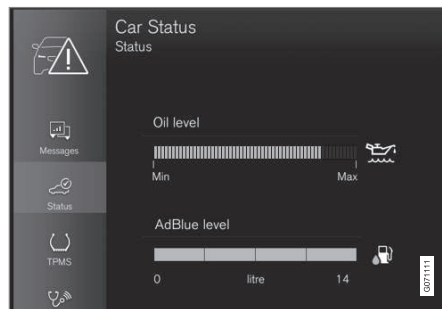 Car Status
Status
Messages
Status
TPMS
Oil level
Min Max
AdBlue level
0 litre 14
G071111